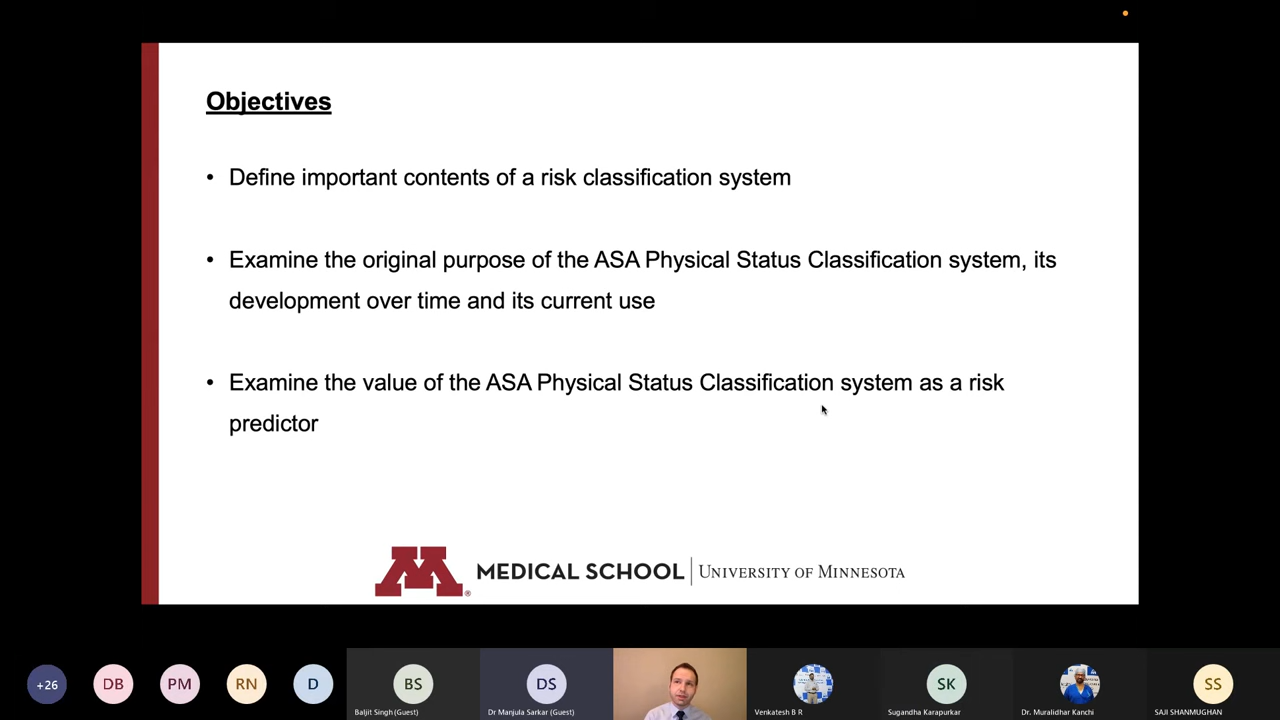 Objectives
• Define important contents of a risk classification system
• Examine the original purpose of the ASA Physical Status Classification system, its
development over time and its current use
• Examine the value of the ASA Physical Status Classification system as a risk
predictor
M® MEDICAL SCHOOL | UNIVERSITY OF MINNESOTA
+26 DB PM RN D BS DS SK SS
Baljit Singh (Guest) Dr Manjula Sarkar (Guest) Venkatesh B R Sugandha Karapurkar Dr. Muralidhar Kanchi SAJI SHANMUGHAN